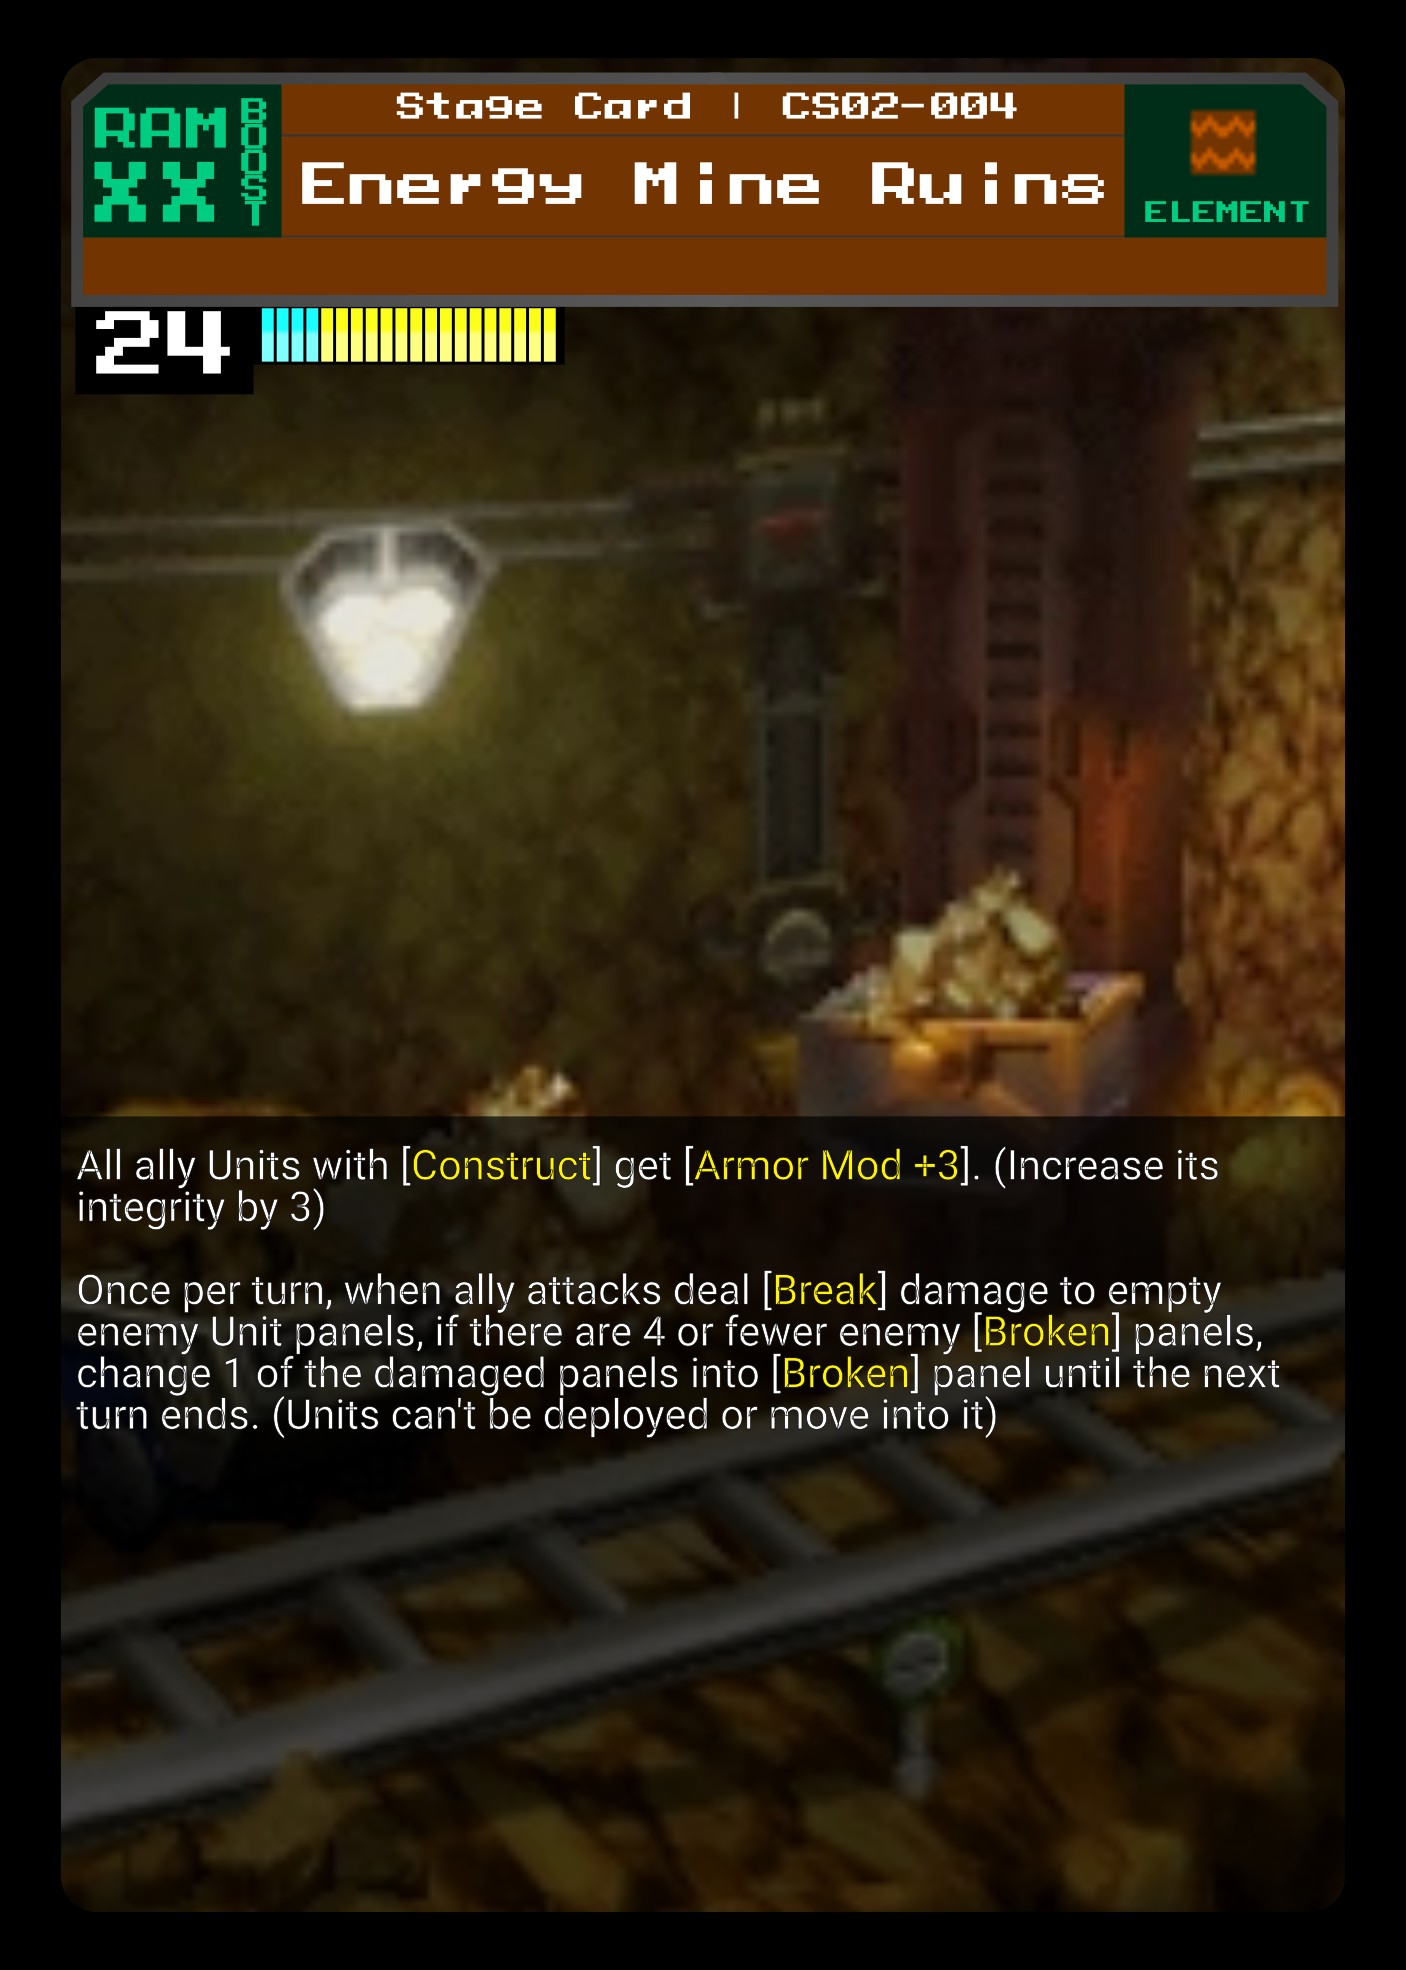 RAM
XX
BOOST
Stage Card | CS02-004
Energy Mine Ruins
ELEMENT
24
All ally Units with [Construct] get [Armor Mod +3]. (Increase its
integrity by 3)
Once per turn, when ally attacks deal [Break] damage to empty
enemy Unit panels, if there are 4 or fewer enemy [Broken] panels,
change 1 of the damaged panels into [Broken] panel until the next
turn ends. (Units can't be deployed or move into it)